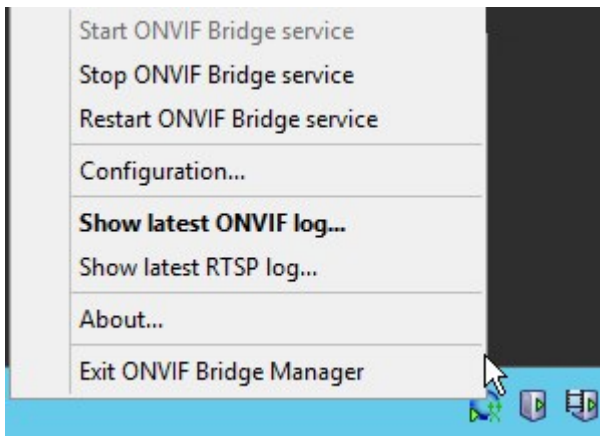 Start ONVIF Bridge service
Stop ONVIF Bridge service
Restart ONVIF Bridge service
Configuration...
Show latest ONVIF log...
Show latest RTSP log...
About...
Exit ONVIF Bridge Manager